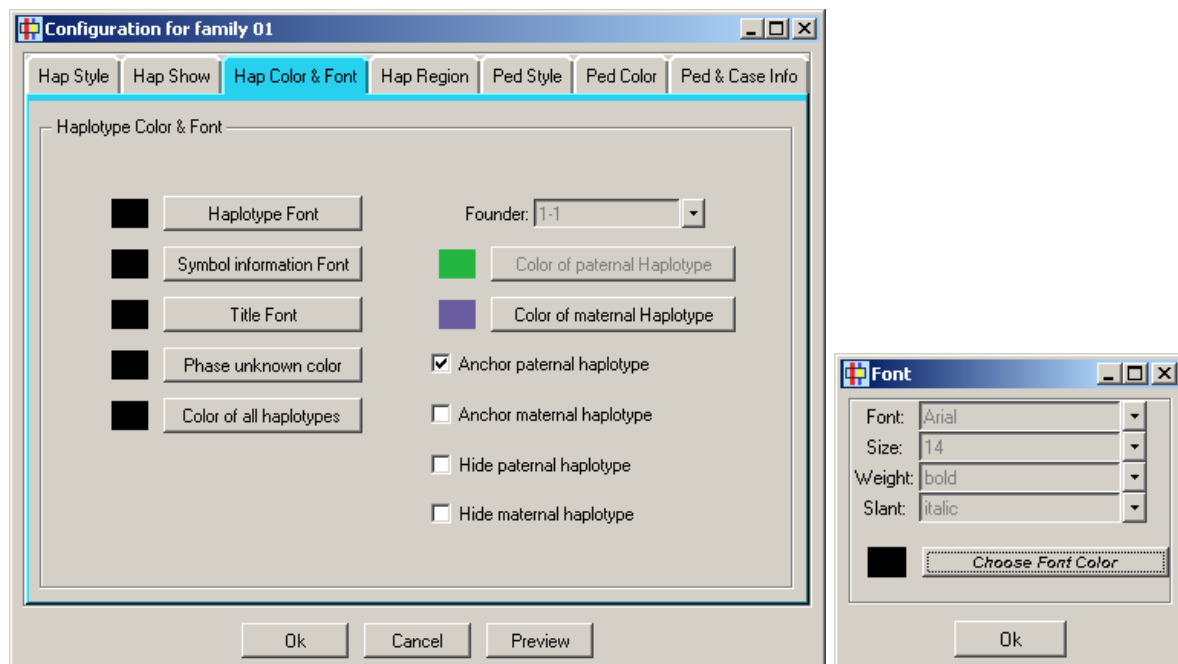 Configuration for family 01
Hap Style Hap Show Hap Color & Font Hap Region Ped Style Ped Color Ped & Case Info
Haplotype Color & Font
Haplotype Font
Symbol information Font
Title Font
Phase unknown color
Color of all haplotypes
Founder: 1-1
Color of paternal Haplotype
Color of maternal Haplotype
Anchor paternal haplotype
Anchor maternal haplotype
Hide paternal haplotype
Hide maternal haplotype
Ok Cancel Preview
Font
Font: Arial
Size: 14
Weight: bold
Slant: italic
Choose Font Color
Ok